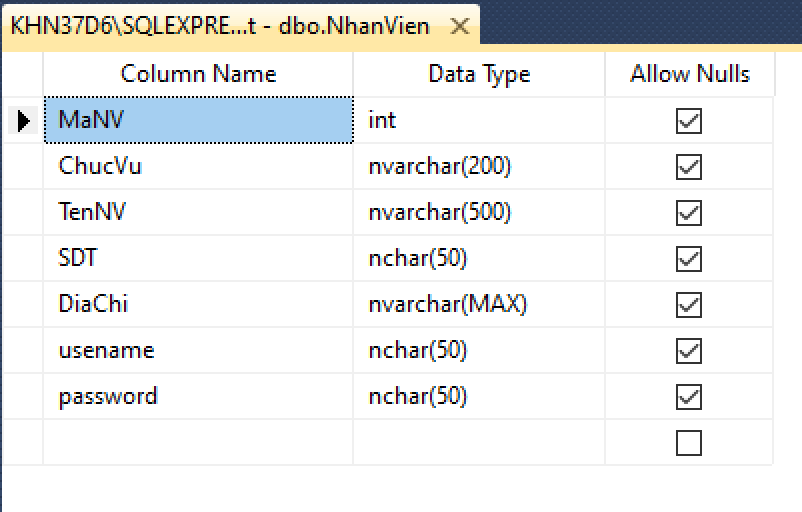 KHN37D6\SQLEXPRE...t - dbo.NhanVien
Column Name Data Type Allow Nulls
MaNV int
ChucVu nvarchar(200)
TenNV nvarchar(500)
SDT nchar(50)
DiaChi nvarchar(MAX)
usename nchar(50)
password nchar(50)